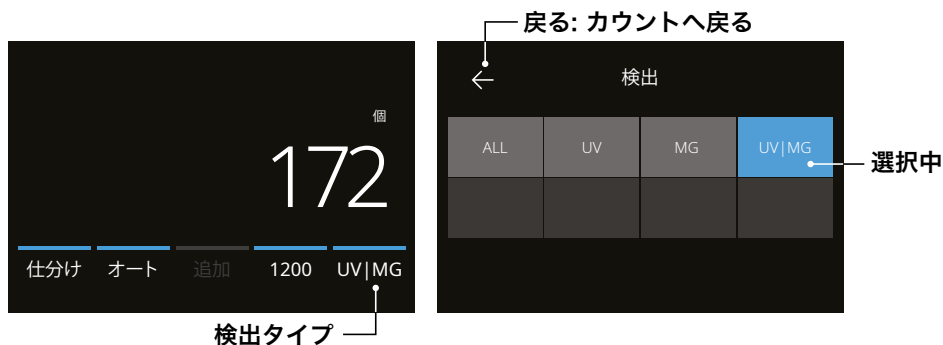 戻る: カウントへ戻る
個
172
仕分け オート 追加 1200 UV|MG
検出タイプ
検出
ALL UV MG UV|MG
選択中